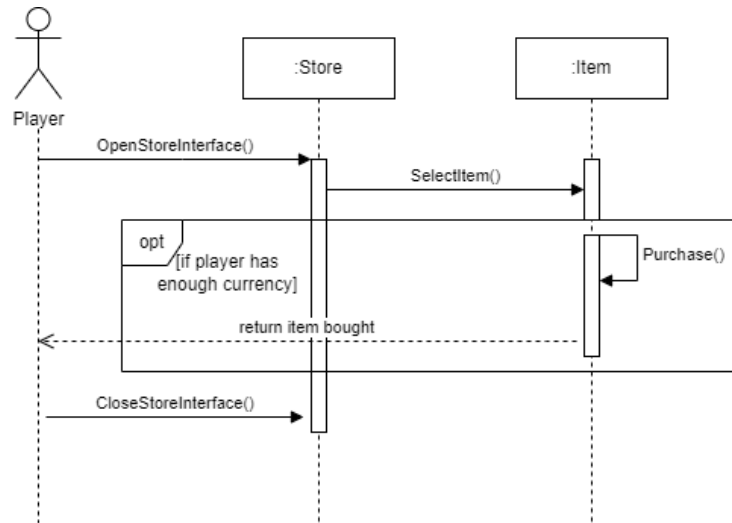 :Store
:Item
Player
OpenStoreInterface()
SelectItem()
opt
[if player has
enough currency]
Purchase()
return item bought
CloseStoreInterface()